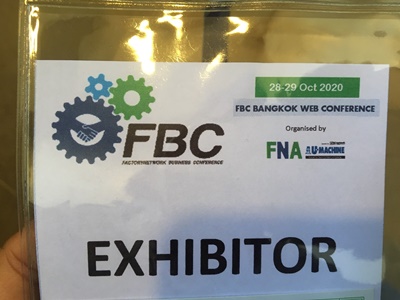 28-29 Oct 2020
FBC BANGKOK WEB CONFERENCE
Organised by
FNA
U-MACHINE
FBC
FACTORYNETWORK BUSINESS CONFERENCE
EXHIBITOR